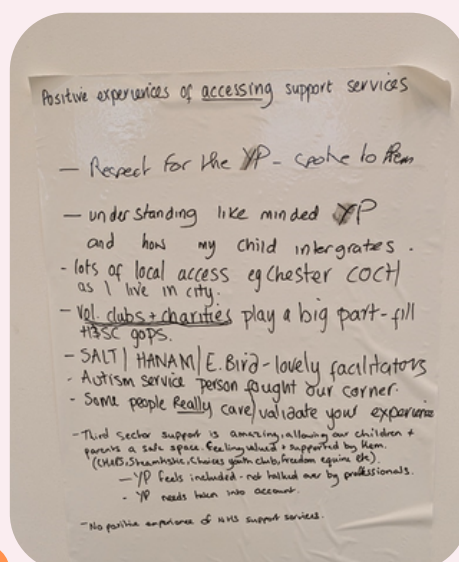 Positive experiences of accessing support services
- Respect for the YP - spoke to them
- understanding like minded YP
and how my child intergrates.
- lots of local access eg Chester COCH
as I live in city.
- Vol. clubs + charities play a big part - fill
H&SC gaps.
- SALT / HANAM / E. Bird - lovely facilitators
- Autism service person fought our corner.
- Some people Really care / validate your experience
- Third sector support is amazing, allowing our children +
parents a safe space, feeling valued + supported by them.
(CHAPS, Choices youth club, freedom equine etc).
- YP feels included - not talked over by professionals.
- YP needs taken into account.
- No positive experience of NHS support services.